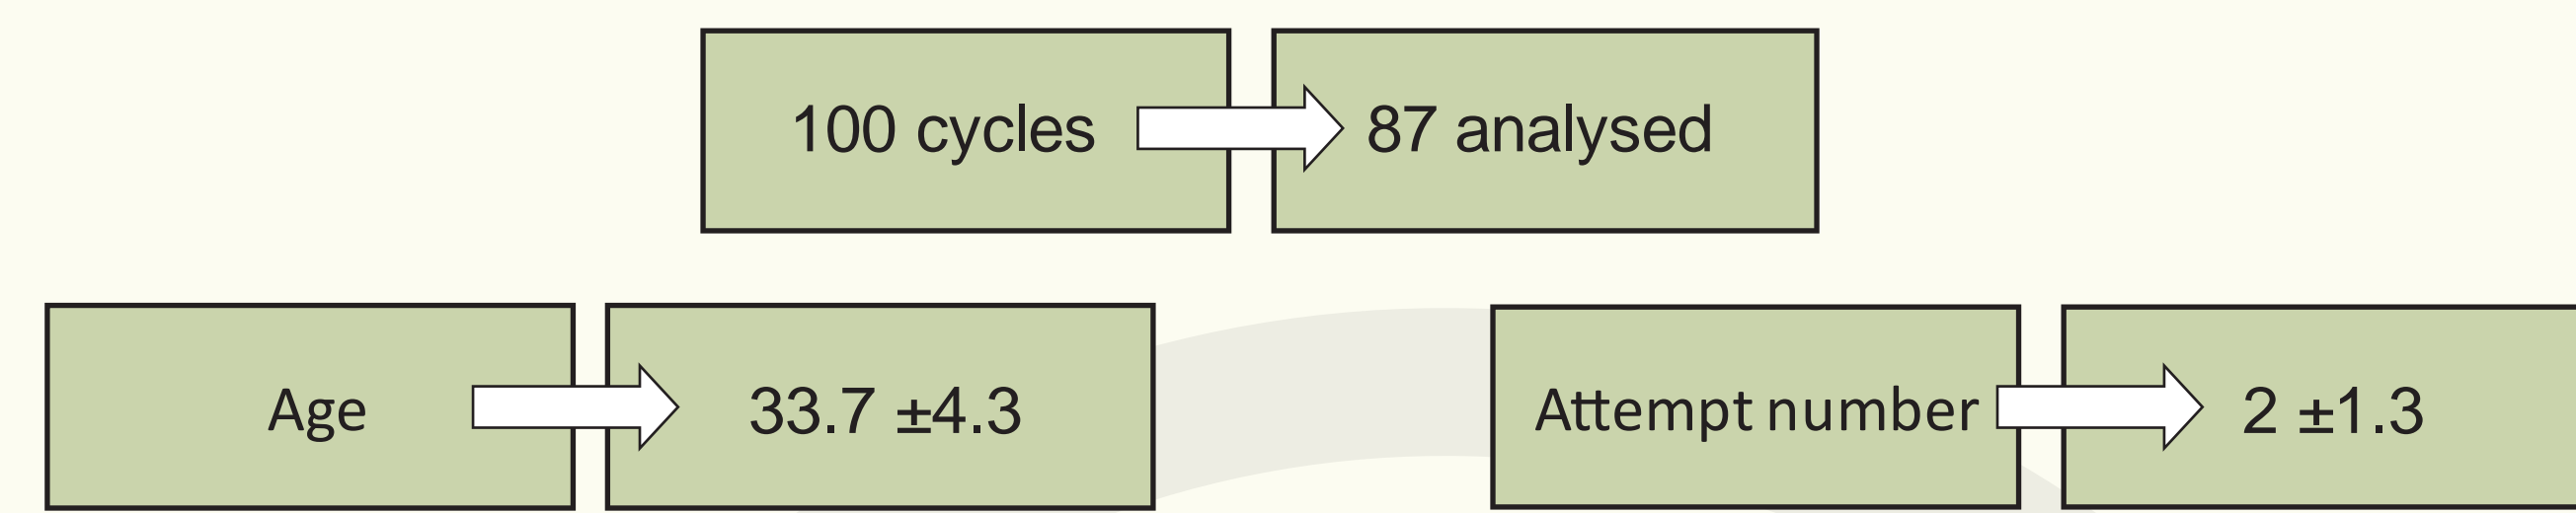 100 cycles
87 analysed
Age
33.7 ±4.3
Attempt number
2 ±1.3